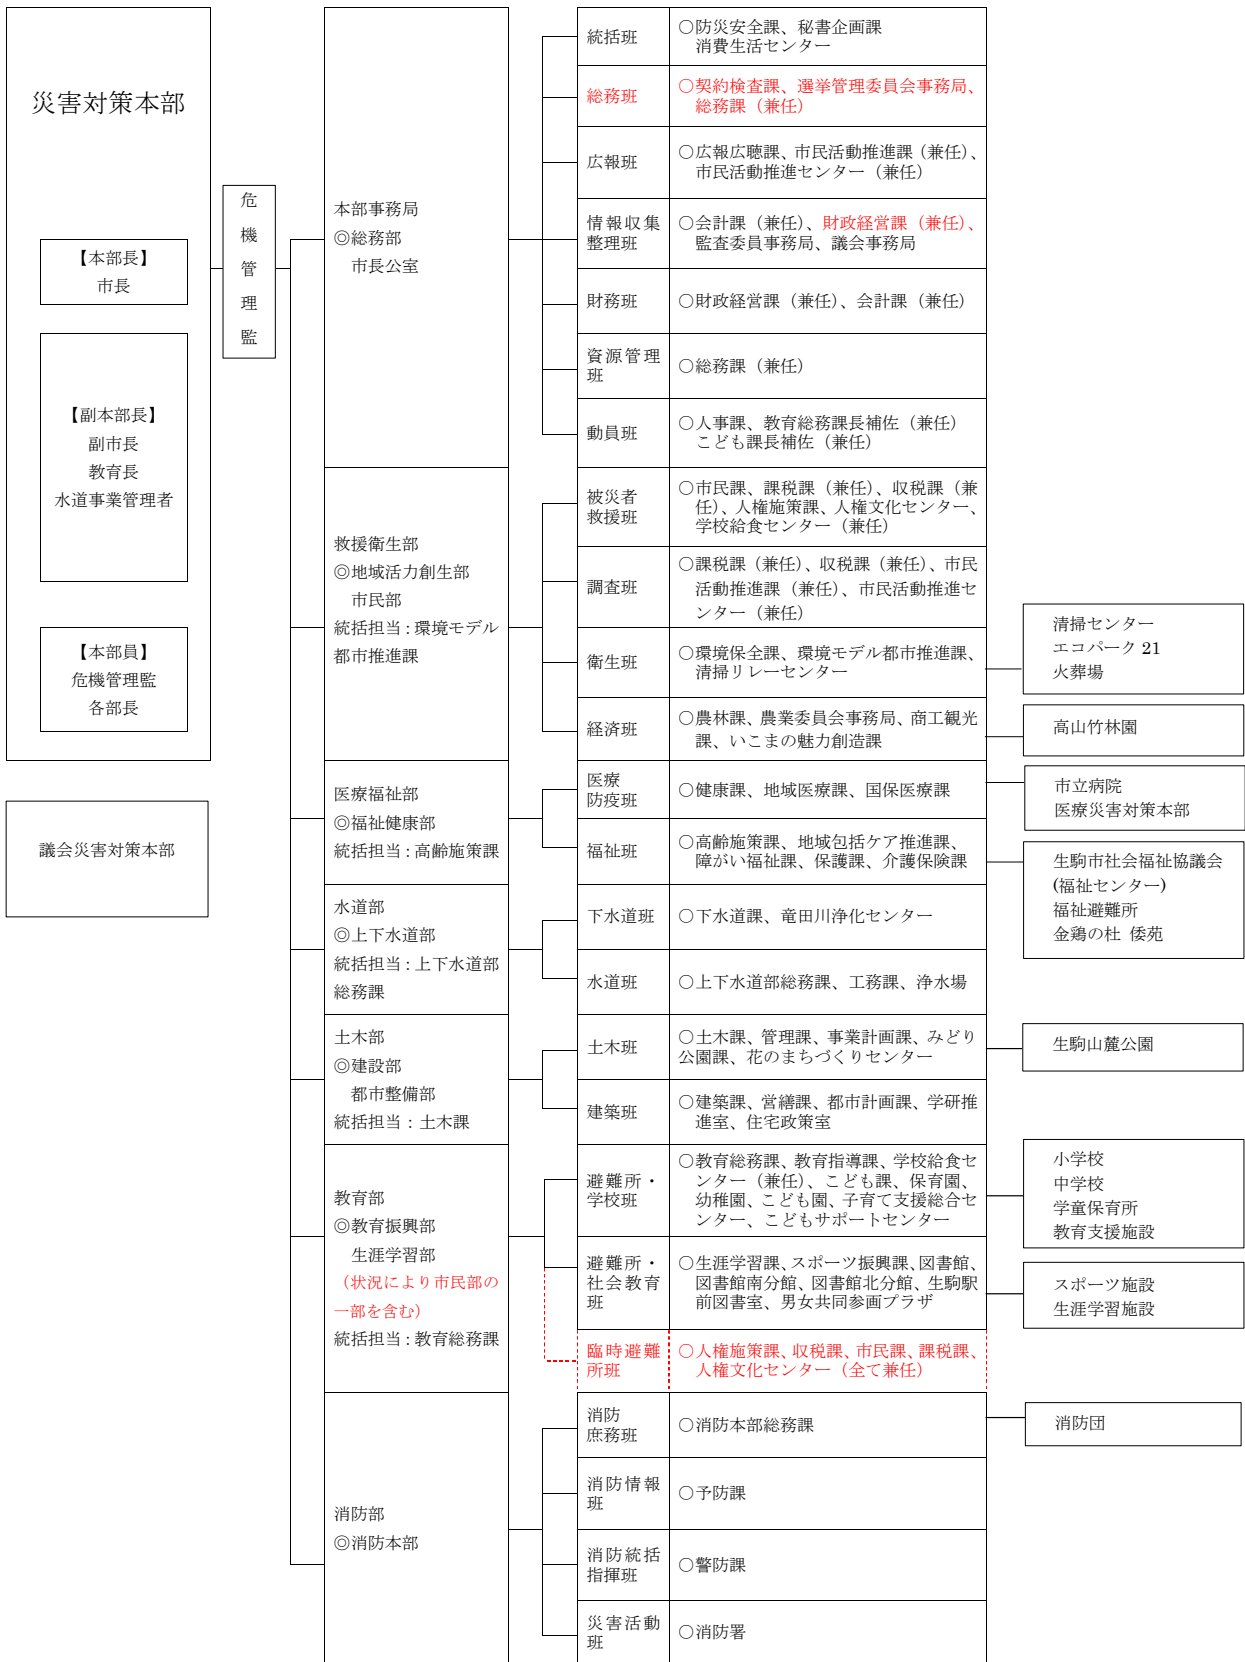 災害対策本部
【本部長】
市長
【副本部長】
副市長
教育長
水道事業管理者
【本部員】
危機管理監
各部長
議会災害対策本部
危
機
管
理
監
本部事務局
◎総務部
市長公室
統括班
○防災安全課、秘書企画課
消費生活センター
総務班
○契約検査課、選挙管理委員会事務局、
総務課（兼任）
広報班
○広報広聴課、市民活動推進課（兼任）、
市民活動推進センター（兼任）
情報収集
整理班
○会計課（兼任）、財政経営課（兼任）、
監査委員事務局、議会事務局
財務班
○財政経営課（兼任）、会計課（兼任）
資源管理
班
○総務課（兼任）
動員班
○人事課、教育総務課長補佐（兼任）
こども課長補佐（兼任）
救援衛生部
◎地域活力創生部
市民部
統括担当：環境モデル
都市推進課
被災者
救援班
○市民課、課税課（兼任）、収税課（兼
任）、人権施策課、人権文化センター、
学校給食センター（兼任）
調査班
○課税課（兼任）、収税課（兼任）、市民
活動推進課（兼任）、市民活動推進セ
ンター（兼任）
衛生班
○環境保全課、環境モデル都市推進課、
清掃リレーセンター
清掃センター
エコパーク 21
火葬場
経済班
○農林課、農業委員会事務局、商工観光
課、いこまの魅力創造課
高山竹林園
医療福祉部
◎福祉健康部
統括担当：高齢施策課
医療
防疫班
○健康課、地域医療課、国保医療課
市立病院
医療災害対策本部
福祉班
○高齢施策課、地域包括ケア推進課、
障がい福祉課、保護課、介護保険課
生駒市社会福祉協議会
(福祉センター)
福祉避難所
金鵄の杜 倭苑
水道部
◎上下水道部
統括担当：上下水道部
総務課
下水道班
○下水道課、竜田川浄化センター
水道班
○上下水道部総務課、工務課、浄水場
土木部
◎建設部
都市整備部
統括担当：土木課
土木班
○土木課、管理課、事業計画課、みどり
公園課、花のまちづくりセンター
生駒山麓公園
建築班
○建築課、営繕課、都市計画課、学研推
進室、住宅政策室
教育部
◎教育振興部
生涯学習部
（状況により市民部の
一部を含む）
統括担当：教育総務課
避難所・
学校班
○教育総務課、教育指導課、学校給食セ
ンター（兼任）、こども課、保育園、
幼稚園、こども園、子育て支援総合セ
ンター、こどもサポートセンター
小学校
中学校
学童保育所
教育支援施設
避難所・
社会教育
班
○生涯学習課、スポーツ振興課、図書館、
図書館南分館、図書館北分館、生駒駅
前図書室、男女共同参画プラザ
スポーツ施設
生涯学習施設
臨時避難
所班
○人権施策課、収税課、市民課、課税課、
人権文化センター（全て兼任）
消防部
◎消防本部
消防
庶務班
○消防本部総務課
消防団
消防情報
班
○予防課
消防統括
指揮班
○警防課
災害活動
班
○消防署